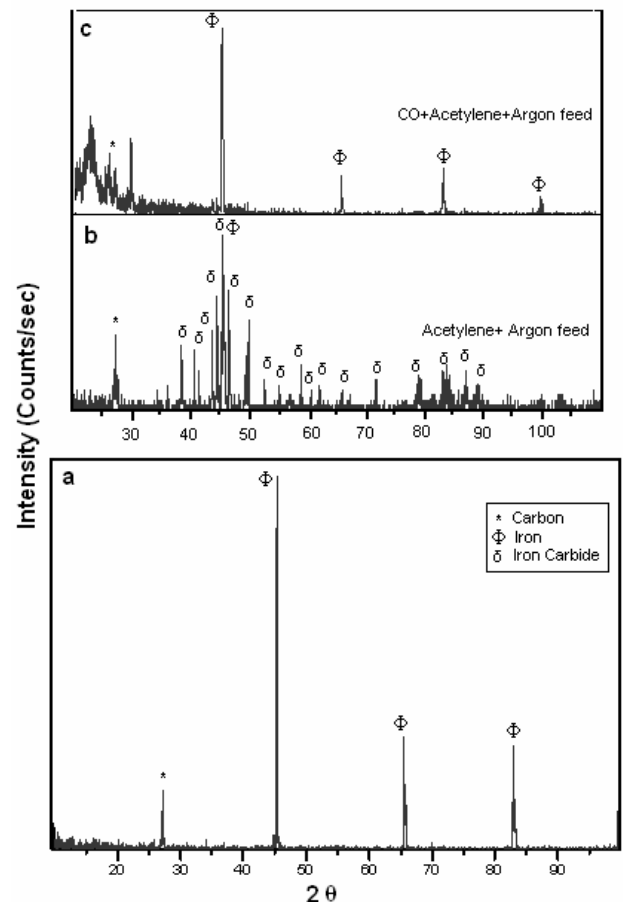 Φ
c
*
CO+Acetylene+Argon feed
Φ
Φ
Φ
b
δ Φ
δ
δ
δ
*
δ
δ
δ
Acetylene+ Argon feed
δ
δ
δ
δ
δ
δ
δ
δ
δ
δ
δ
30 40 50 60 70 80 90 100
Intensity (Counts/sec)
a
Φ
* Carbon
Φ Iron
δ Iron Carbide
Φ
Φ
*
20 30 40 50 60 70 80 90
2 θ